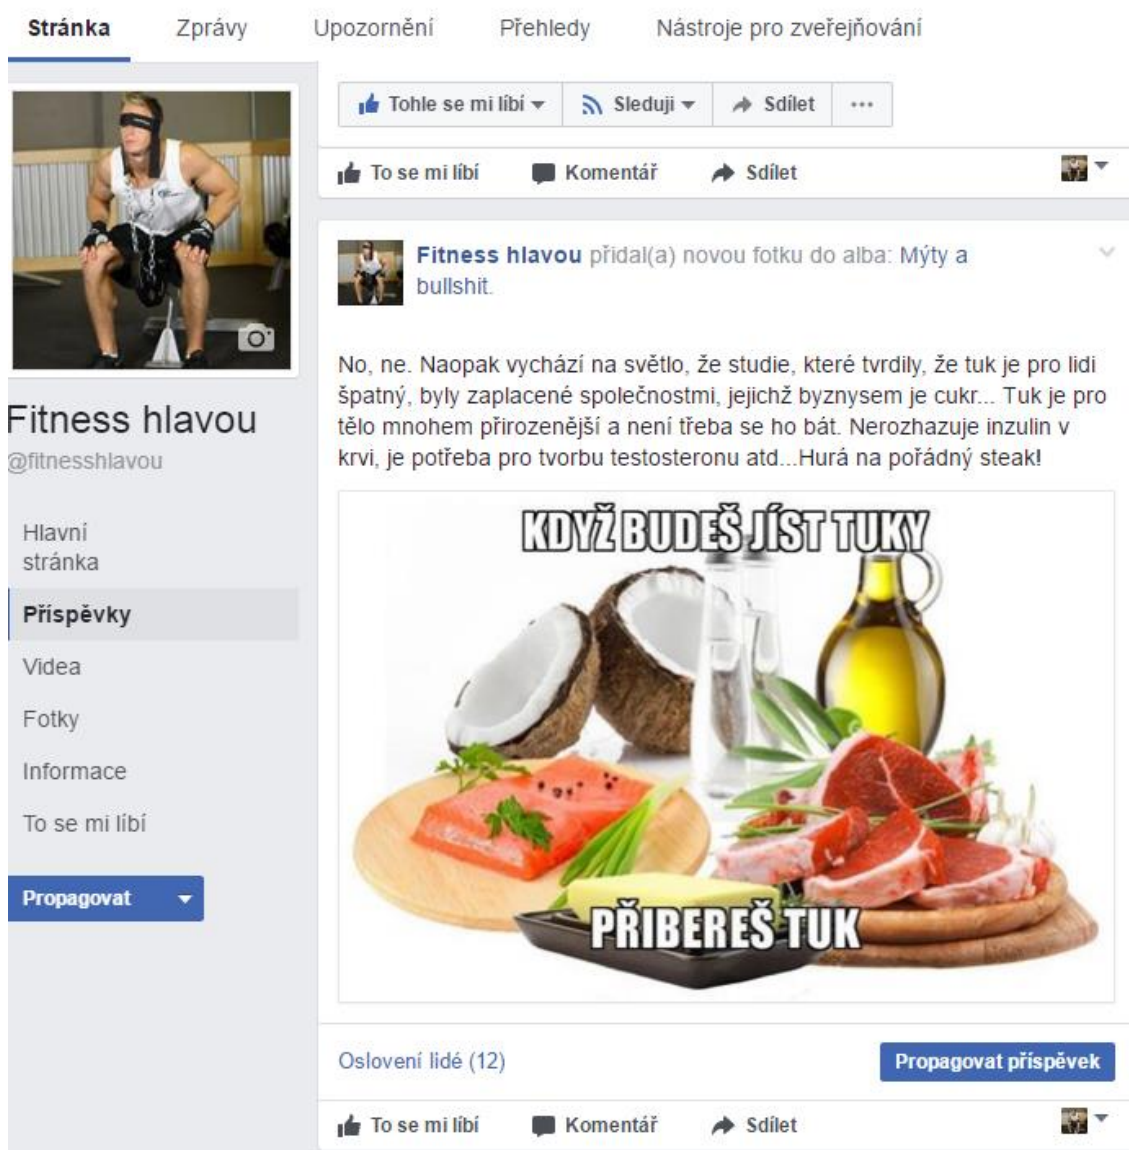 Stránka Zprávy Upozornění Přehledy Nástroje pro zveřejňování
Tohle se mi líbí Sleduji Sdílet ...
To se mi líbí Komentář Sdílet
Fitness hlavou
@fitnesshlavou
Hlavní
stránka
Příspěvky
Videa
Fotky
Informace
To se mi líbí
Propagovat
Fitness hlavou přidal(a) novou fotku do alba: Mýty a
bullshit.
No, ne. Naopak vychází na světlo, že studie, které tvrdily, že tuk je pro lidi
špatný, byly zaplacené společnostmi, jejichž byznysem je cukr... Tuk je pro
tělo mnohem přirozenější a není třeba se ho bát. Nerozhazuje inzulin v
krvi, je potřeba pro tvorbu testosteronu atd...Hurá na pořádný steak!
KDYŽ BUDEŠ JÍST TUKY
PŘIBEREŠ TUK
Oslovení lidé (12) Propagovat příspěvek
To se mi líbí Komentář Sdílet